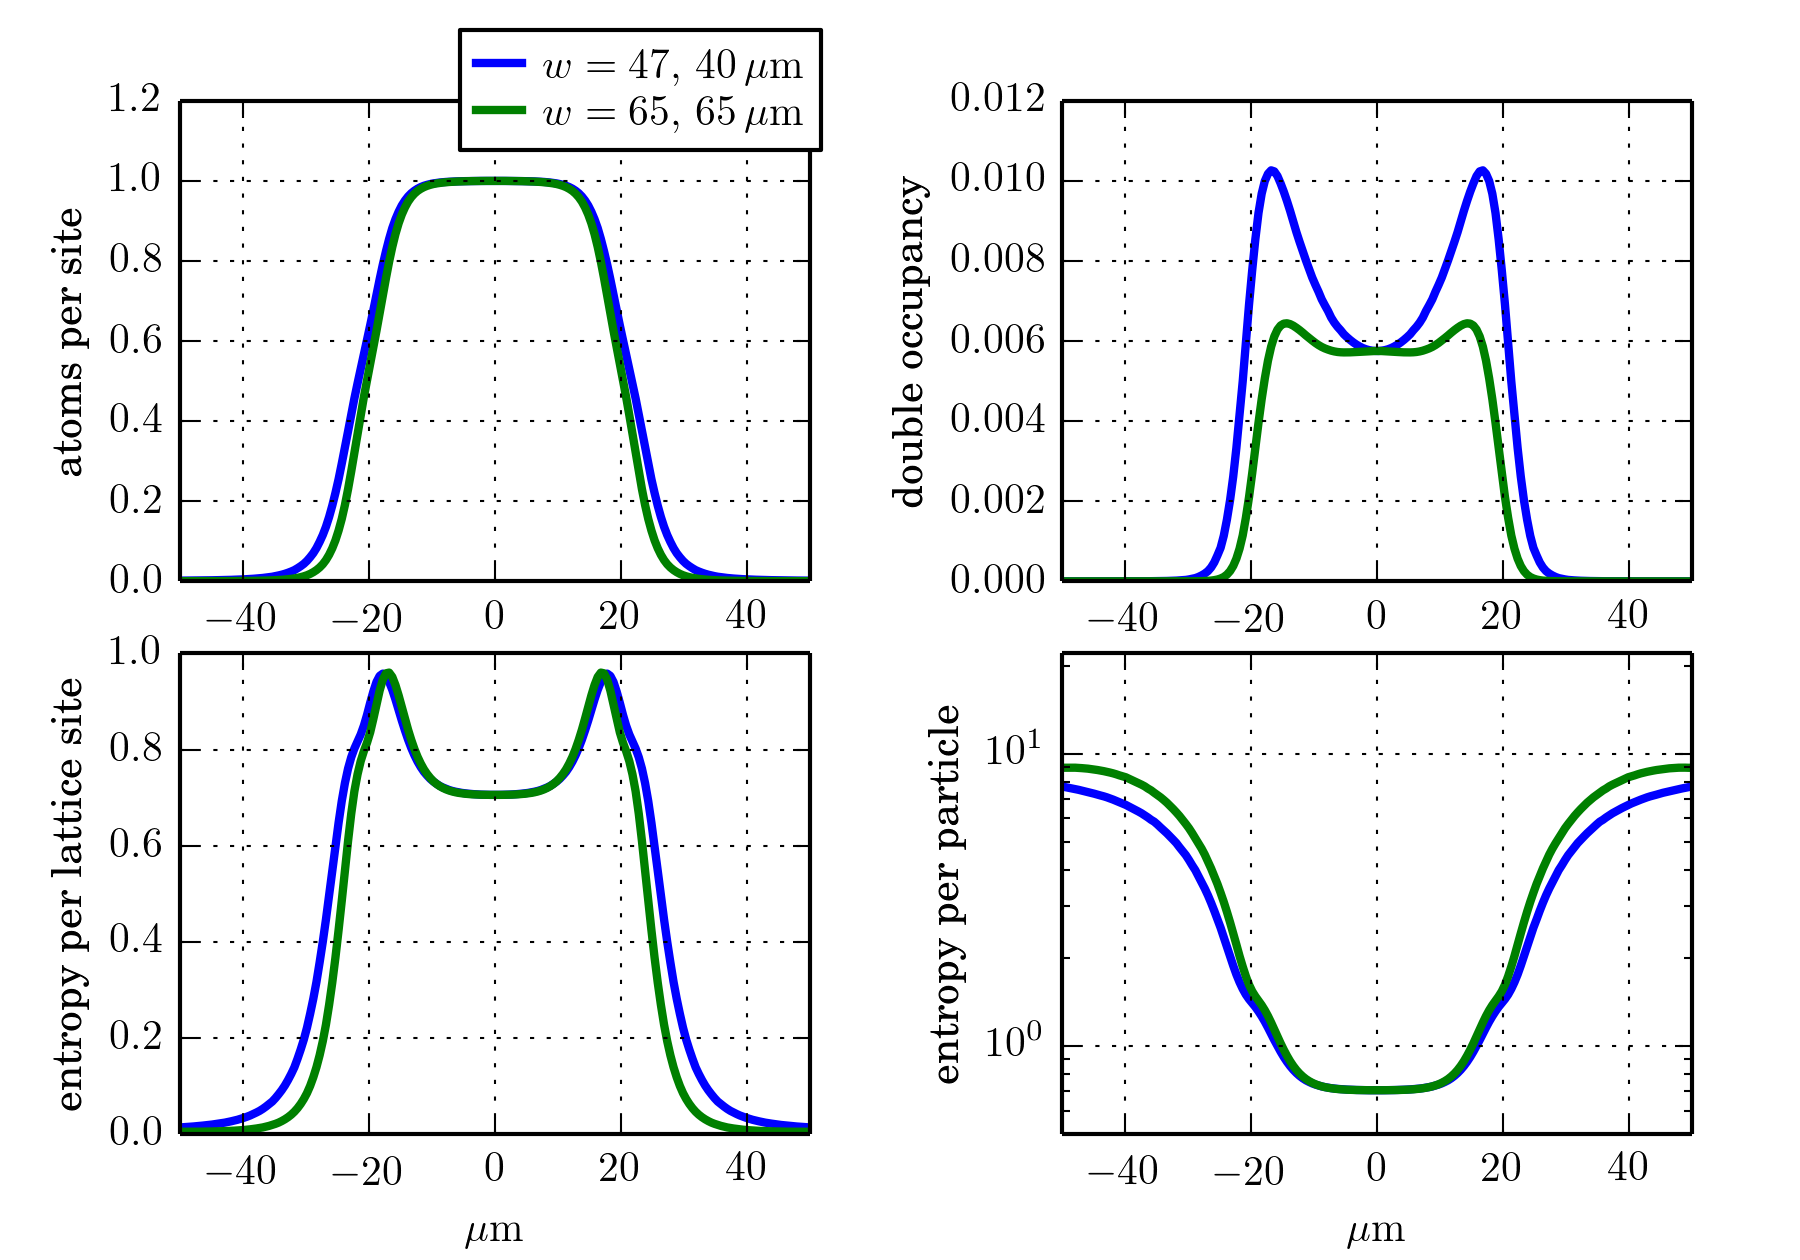 w = 47, 40 μm
w = 65, 65 μm
atoms per site
1.2
1.0
0.8
0.6
0.4
0.2
0.0
−40 −20 0 20 40
double occupancy
0.012
0.010
0.008
0.006
0.004
0.002
0.000
−40 −20 0 20 40
entropy per lattice site
1.0
0.8
0.6
0.4
0.2
0.0
−40 −20 0 20 40
μm
entropy per particle
10¹
10⁰
−40 −20 0 20 40
μm